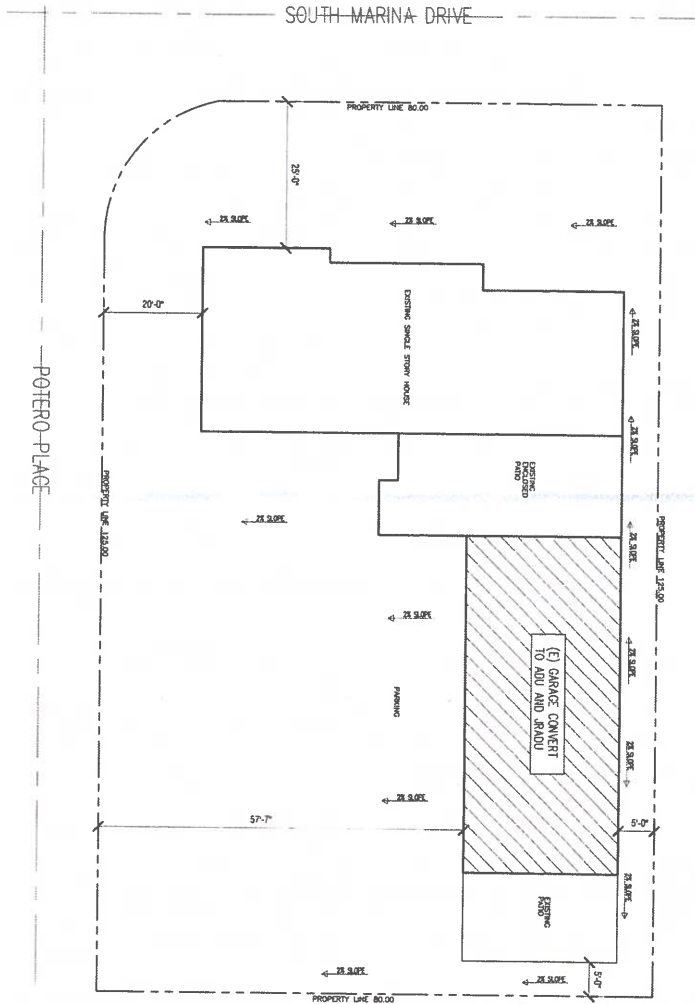 SOUTH MARINA DRIVE
PROPERTY LINE 80.00
25'-0"
2% SLOPE
2% SLOPE
2% SLOPE
20'-0"
EXISTING SINGLE STORY HOUSE
2% SLOPE
2% SLOPE
POTERO PLACE
EXISTING
ENCLOSED
PATIO
PROPERTY LINE 125.00
2% SLOPE
2% SLOPE
PROPERTY LINE 125.00
2% SLOPE
(E) GARAGE CONVERT
TO ADU AND JRADU
2% SLOPE
PARKING
2% SLOPE
2% SLOPE
57'-7"
5'-0"
EXISTING
PATIO
2% SLOPE
2% SLOPE
2% SLOPE
5'-0"
PROPERTY LINE 80.00